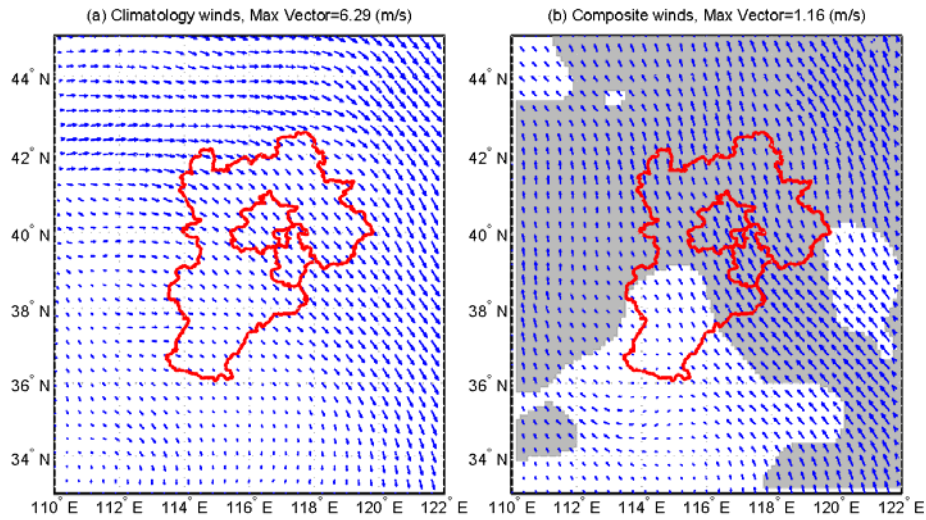 (a) Climatology winds, Max Vector=6.29 (m/s)
(b) Composite winds, Max Vector=1.16 (m/s)
44° N
42° N
40° N
38° N
36° N
34° N
110° E 112° E 114° E 116° E 118° E 120° E 122° E
44° N
42° N
40° N
38° N
36° N
34° N
110° E 112° E 114° E 116° E 118° E 120° E 122° E